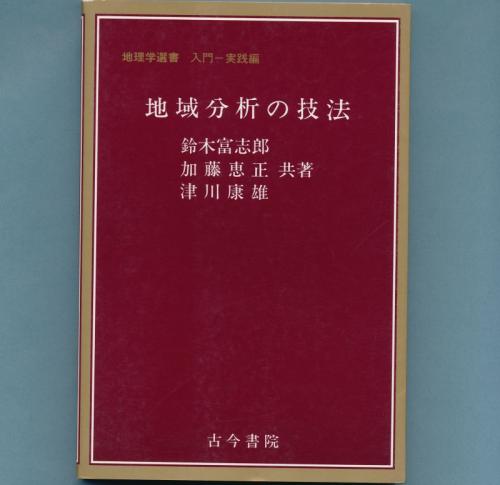 地理学選書 入門－実践編
地域分析の技法
鈴木富志郎
加藤恵正 共著
津川康雄
古今書院